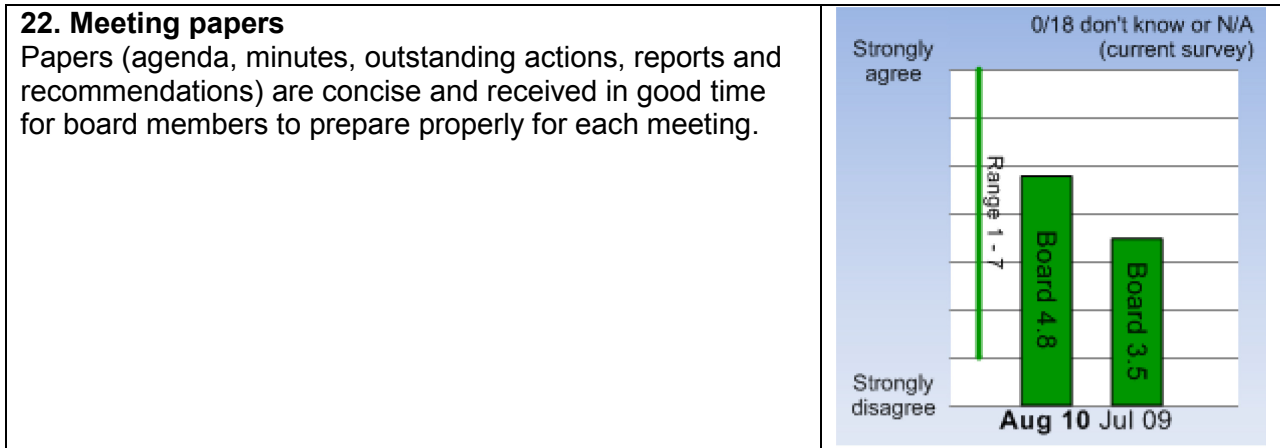 22. Meeting papers
Papers (agenda, minutes, outstanding actions, reports and
recommendations) are concise and received in good time
for board members to prepare properly for each meeting.
0/18 don't know or N/A
(current survey)
Strongly
agree
Range 1 - 7
Board 4.8
Board 3.5
Strongly
disagree
Aug 10 Jul 09